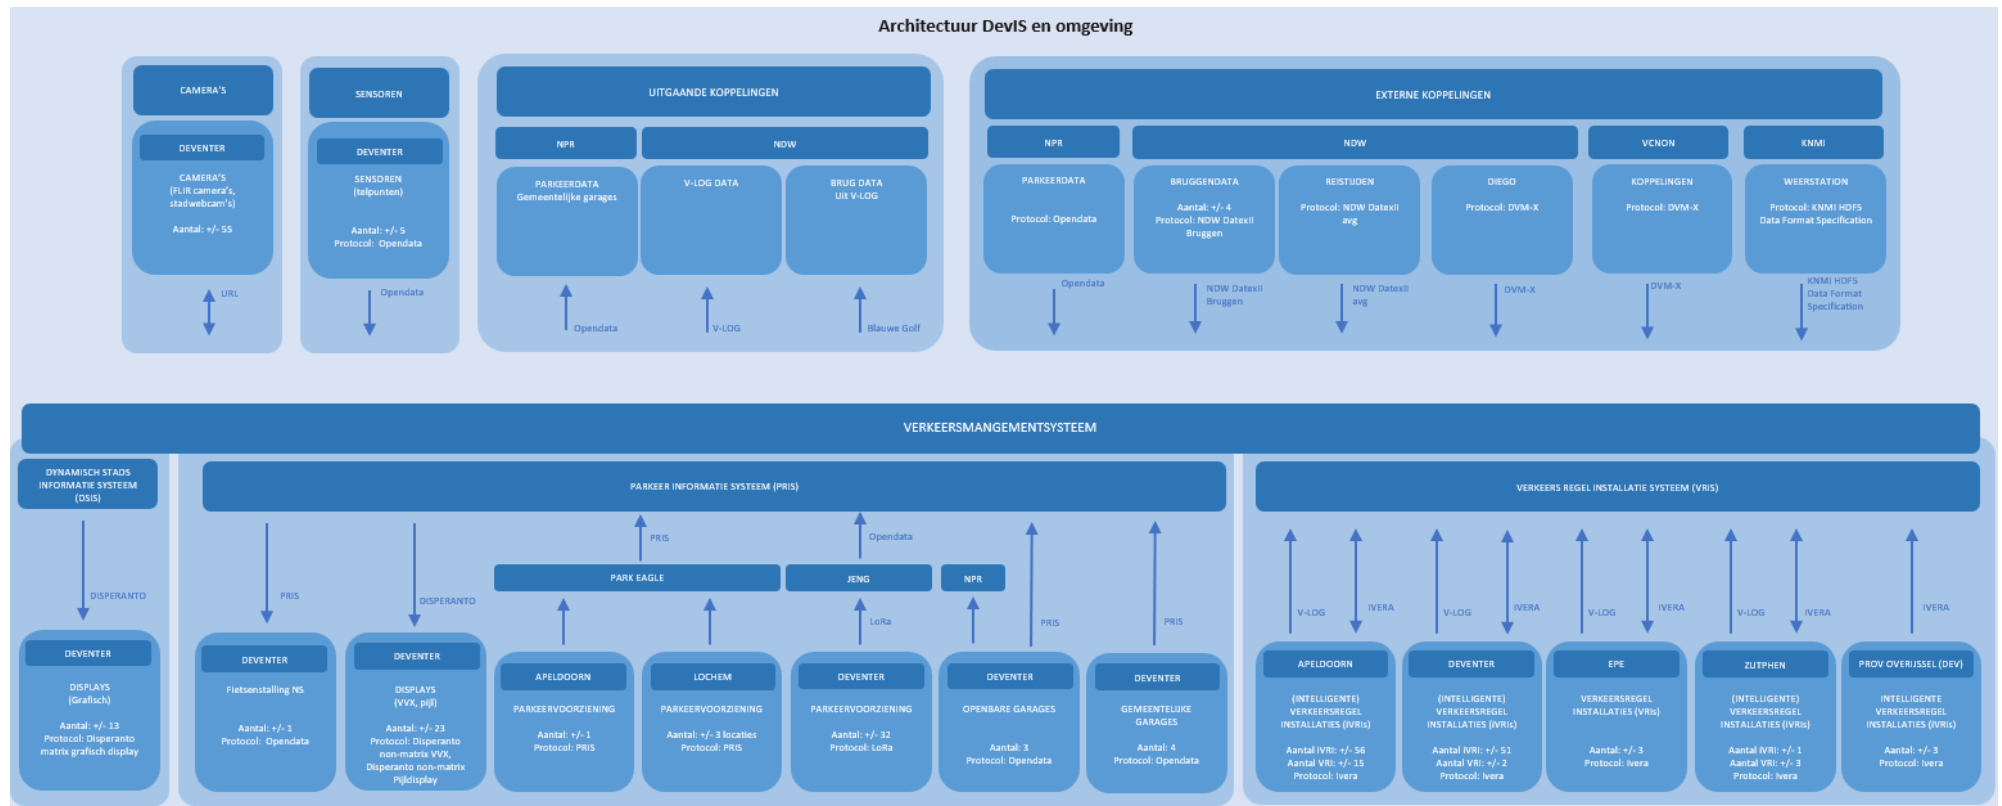 Architectuur DevIS en omgeving
CAMERA'S
DEVENTER
CAMERA'S
(FLIR camera's,
stadwebcam's)
Aantal: +/- 55
URL
SENSOREN
DEVENTER
SENSOREN
(telpunten)
Aantal: +/- 5
Protocol: Opendata
Opendata
UITGAANDE KOPPELINGEN
NPR
NDW
PARKEERDATA
Gemeentelijke garages
V-LOG DATA
BRUG DATA
Uit V-LOG
Opendata
V-LOG
Blauwe Golf
EXTERNE KOPPELINGEN
NPR
NDW
VCNON
KNMI
PARKEERDATA
Protocol: Opendata
BRUGGENDATA
Aantal: +/- 4
Protocol: NDW DatexII
Bruggen
REISTIJDEN
Protocol: NDW DatexII
avg
DIEGO
Protocol: DVM-X
KOPPELINGEN
Protocol: DVM-X
WEERSTATION
Protocol: KNMI HDF5
Data Format Specification
Opendata
NDW DatexII
Bruggen
NDW DatexII
avg
DVM-X
DVM-X
KNMI HDF5
Data Format
Specification
VERKEERSMANGEMENTSYSTEEM
DYNAMISCH STADS
INFORMATIE SYSTEEM
(DSIS)
DISPERANTO
DEVENTER
DISPLAYS
(Grafisch)
Aantal: +/- 13
Protocol: Disperanto
matrix grafisch display
PARKEER INFORMATIE SYSTEEM (PRIS)
PRIS
DISPERANTO
PRIS
Opendata
PARK EAGLE
JENG
NPR
LoRa
PRIS
PRIS
DEVENTER
Fietsenstalling NS
Aantal: +/- 1
Protocol: Opendata
DEVENTER
DISPLAYS
(VVX, pijl)
Aantal: +/- 23
Protocol: Disperanto
non-matrix VVX,
Disperanto non-matrix
Pijldisplay
APELDOORN
PARKEERVOORZIENING
Aantal: +/- 1
Protocol: PRIS
LOCHEM
PARKEERVOORZIENING
Aantal: +/- 3 locaties
Protocol: PRIS
DEVENTER
PARKEERVOORZIENING
Aantal: +/- 32
Protocol: LoRa
DEVENTER
OPENBARE GARAGES
Aantal: 3
Protocol: Opendata
DEVENTER
GEMEENTELIJKE
GARAGES
Aantal: 4
Protocol: Opendata
VERKEERS REGEL INSTALLATIE SYSTEEM (VRIS)
V-LOG
IVERA
V-LOG
IVERA
V-LOG
IVERA
V-LOG
IVERA
IVERA
APELDOORN
(INTELLIGENTE)
VERKEERSREGEL
INSTALLATIES (iVRIs)
Aantal iVRI: +/- 56
Aantal VRI: +/- 15
Protocol: Ivera
DEVENTER
(INTELLIGENTE)
VERKEERSREGEL
INSTALLATIES (iVRIs)
Aantal iVRI: +/- 51
Aantal VRI: +/- 2
Protocol: Ivera
EPE
VERKEERSREGEL
INSTALLATIES (VRIs)
Aantal: +/- 3
Protocol: Ivera
ZUTPHEN
(INTELLIGENTE)
VERKEERSREGEL
INSTALLATIES (iVRIs)
Aantal iVRI: +/- 1
Aantal VRI: +/- 3
Protocol: Ivera
PROV OVERIJSSEL (DEV)
INTELLIGENTE
VERKEERSREGEL
INSTALLATIES (iVRIs)
Aantal: +/- 3
Protocol: Ivera